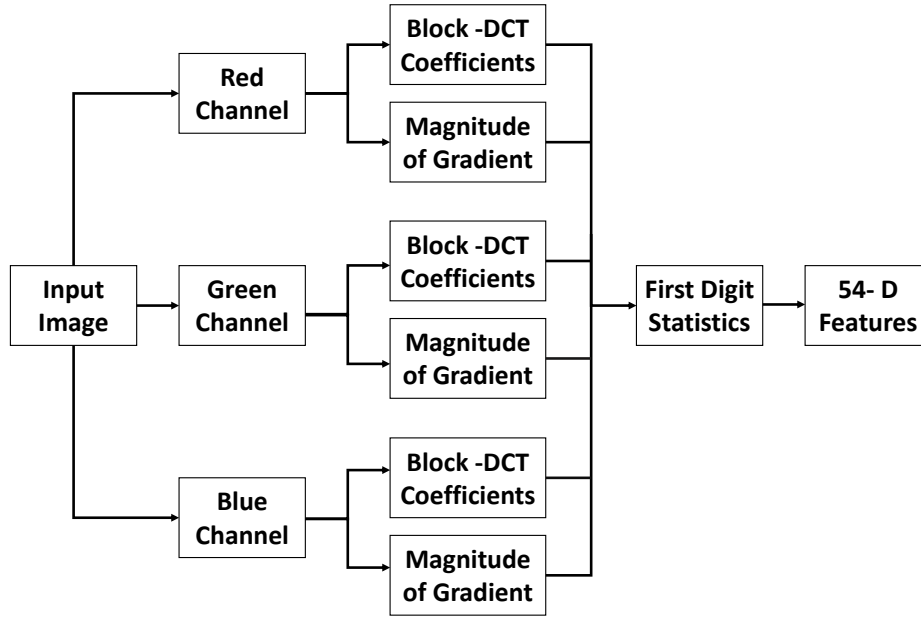 Block -DCT
Coefficients
Red
Channel
Magnitude
of Gradient
Block -DCT
Coefficients
Input
Image
Green
Channel
First Digit
Statistics
54- D
Features
Magnitude
of Gradient
Block -DCT
Coefficients
Blue
Channel
Magnitude
of Gradient